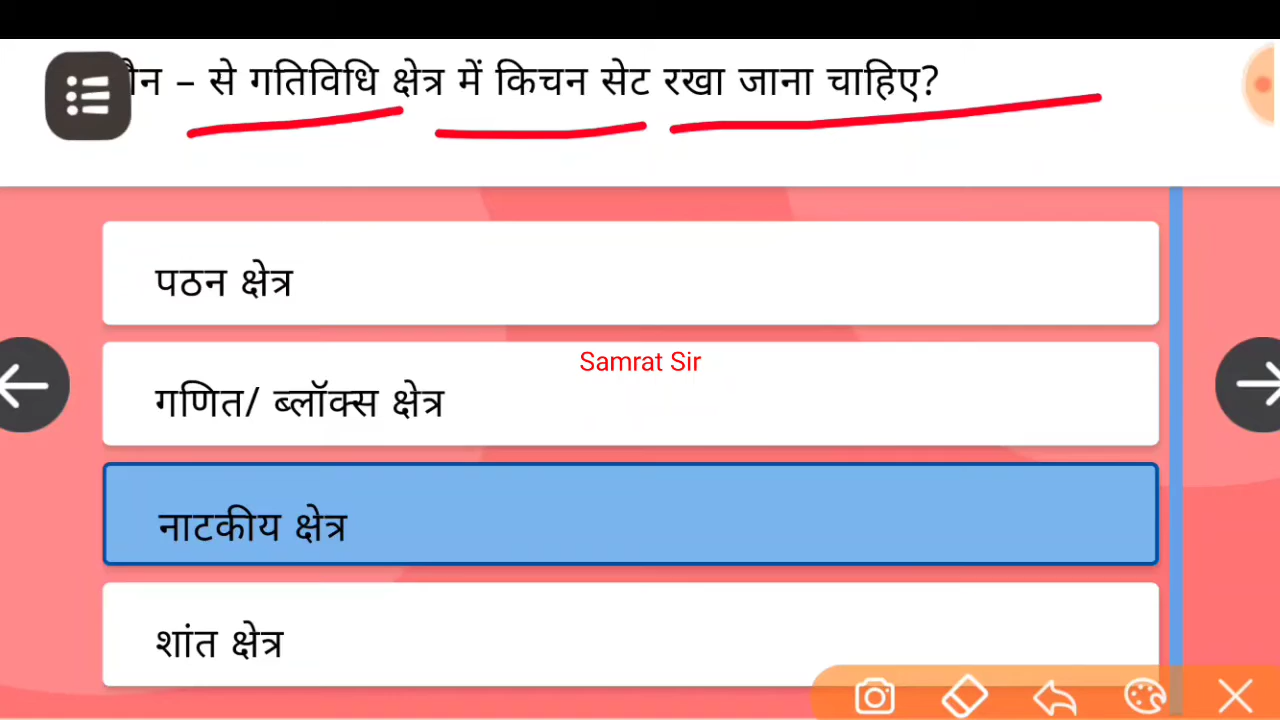 – से गतिविधि क्षेत्र में किचन सेट रखा जाना चाहिए?
पठन क्षेत्र
Samrat Sir
गणित/ ब्लॉक्स क्षेत्र
नाटकीय क्षेत्र
शांत क्षेत्र